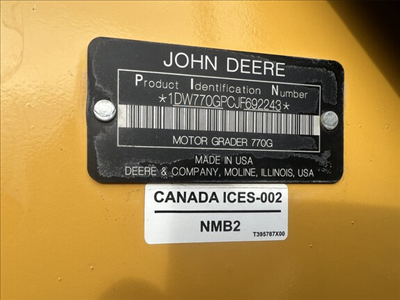 JOHN DEERE
Product Identification Number
*1DW770GPCJF692243*
MOTOR GRADER 770G
MADE IN USA
DEERE & COMPANY, MOLINE, ILLINOIS, USA
CANADA ICES-002
NMB2
T395787X00